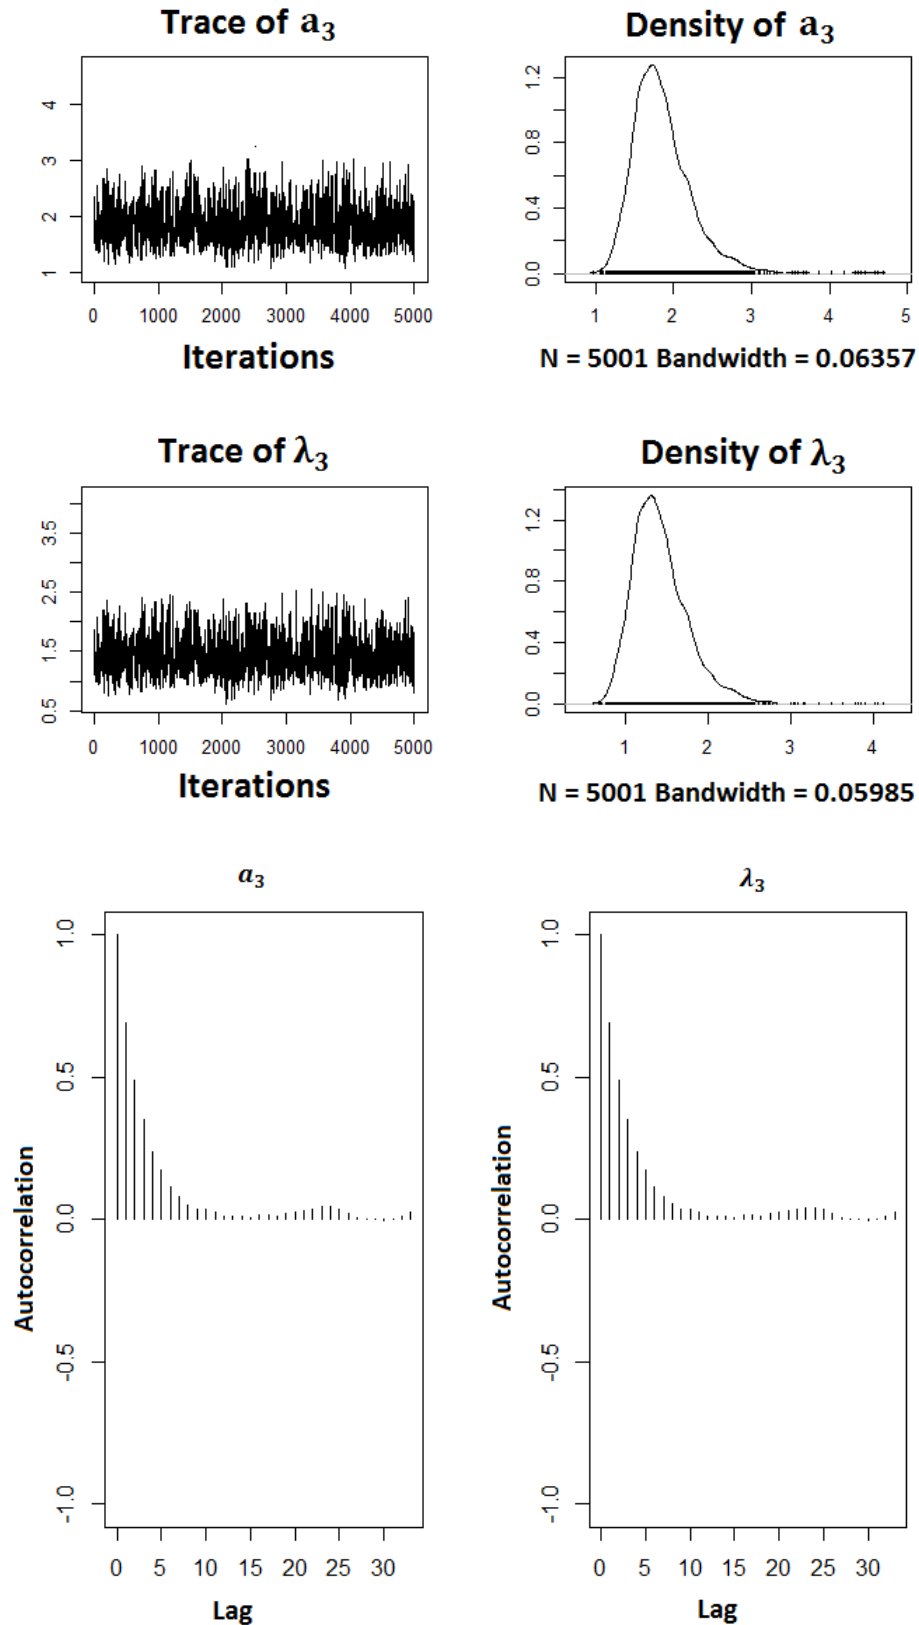 Trace of a₃
Density of a₃
4
3
2
1
0 1000 2000 3000 4000 5000
Iterations
1.2
0.8
0.4
0.0
1 2 3 4 5
N = 5001 Bandwidth = 0.06357
Trace of λ₃
Density of λ₃
3.5
2.5
1.5
0.5
0 1000 2000 3000 4000 5000
Iterations
1.2
0.8
0.4
0.0
1 2 3 4
N = 5001 Bandwidth = 0.05985
a₃
λ₃
1.0
0.5
0.0
-0.5
-1.0
Autocorrelation
0 5 10 15 20 25 30
Lag
1.0
0.5
0.0
-0.5
-1.0
Autocorrelation
0 5 10 15 20 25 30
Lag